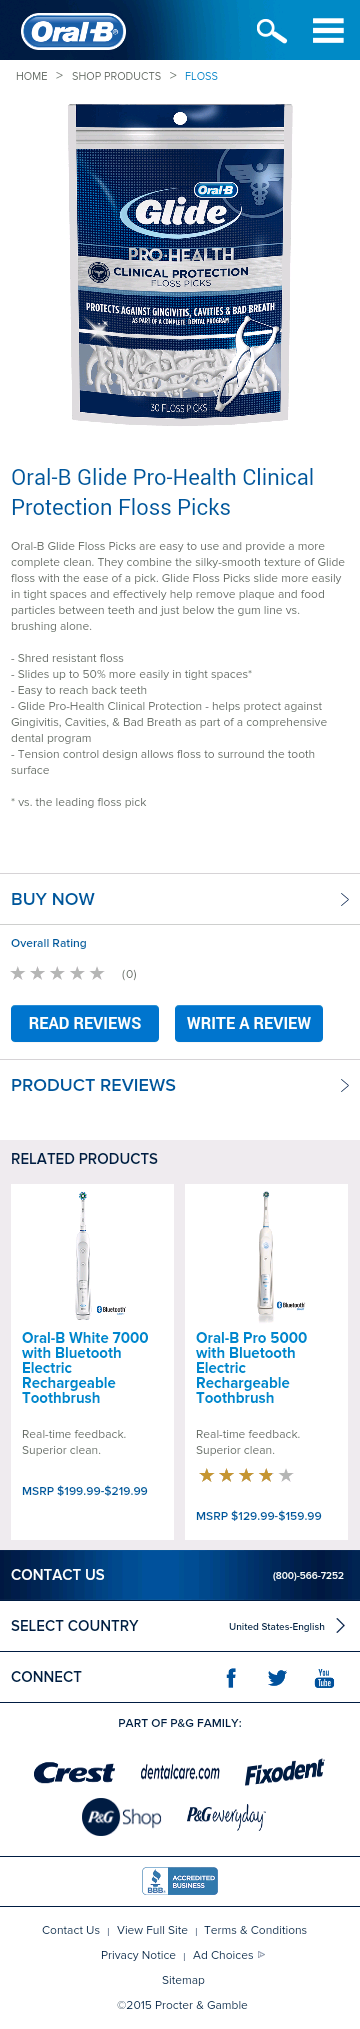 Oral-B®
HOME > SHOP PRODUCTS > FLOSS
Oral-B
Glide
PRO-HEALTH
CLINICAL PROTECTION
FLOSS PICKS
PROTECTS AGAINST GINGIVITIS, CAVITIES & BAD BREATH
AS PART OF A COMPLETE DENTAL PROGRAM
30 FLOSS PICKS
Oral-B Glide Pro-Health Clinical
Protection Floss Picks
Oral-B Glide Floss Picks are easy to use and provide a more
complete clean. They combine the silky-smooth texture of Glide
floss with the ease of a pick. Glide Floss Picks slide more easily
in tight spaces and effectively help remove plaque and food
particles between teeth and just below the gum line vs.
brushing alone.
- Shred resistant floss
- Slides up to 50% more easily in tight spaces*
- Easy to reach back teeth
- Glide Pro-Health Clinical Protection - helps protect against
Gingivitis, Cavities, & Bad Breath as part of a comprehensive
dental program
- Tension control design allows floss to surround the tooth
surface
* vs. the leading floss pick
BUY NOW
Overall Rating
(0)
READ REVIEWS WRITE A REVIEW
PRODUCT REVIEWS
RELATED PRODUCTS
Bluetooth
Oral-B White 7000
with Bluetooth
Electric
Rechargeable
Toothbrush
Real-time feedback.
Superior clean.
MSRP $199.99-$219.99
Bluetooth
Oral-B Pro 5000
with Bluetooth
Electric
Rechargeable
Toothbrush
Real-time feedback.
Superior clean.
MSRP $129.99-$159.99
CONTACT US (800)-566-7252
SELECT COUNTRY United States-English
CONNECT f You Tube
PART OF P&G FAMILY:
Crest dentalcare.com Fixodent
P&G Shop P&G everyday
BBB. ACCREDITED BUSINESS
Contact Us | View Full Site | Terms & Conditions
Privacy Notice | Ad Choices
Sitemap
©2015 Procter & Gamble